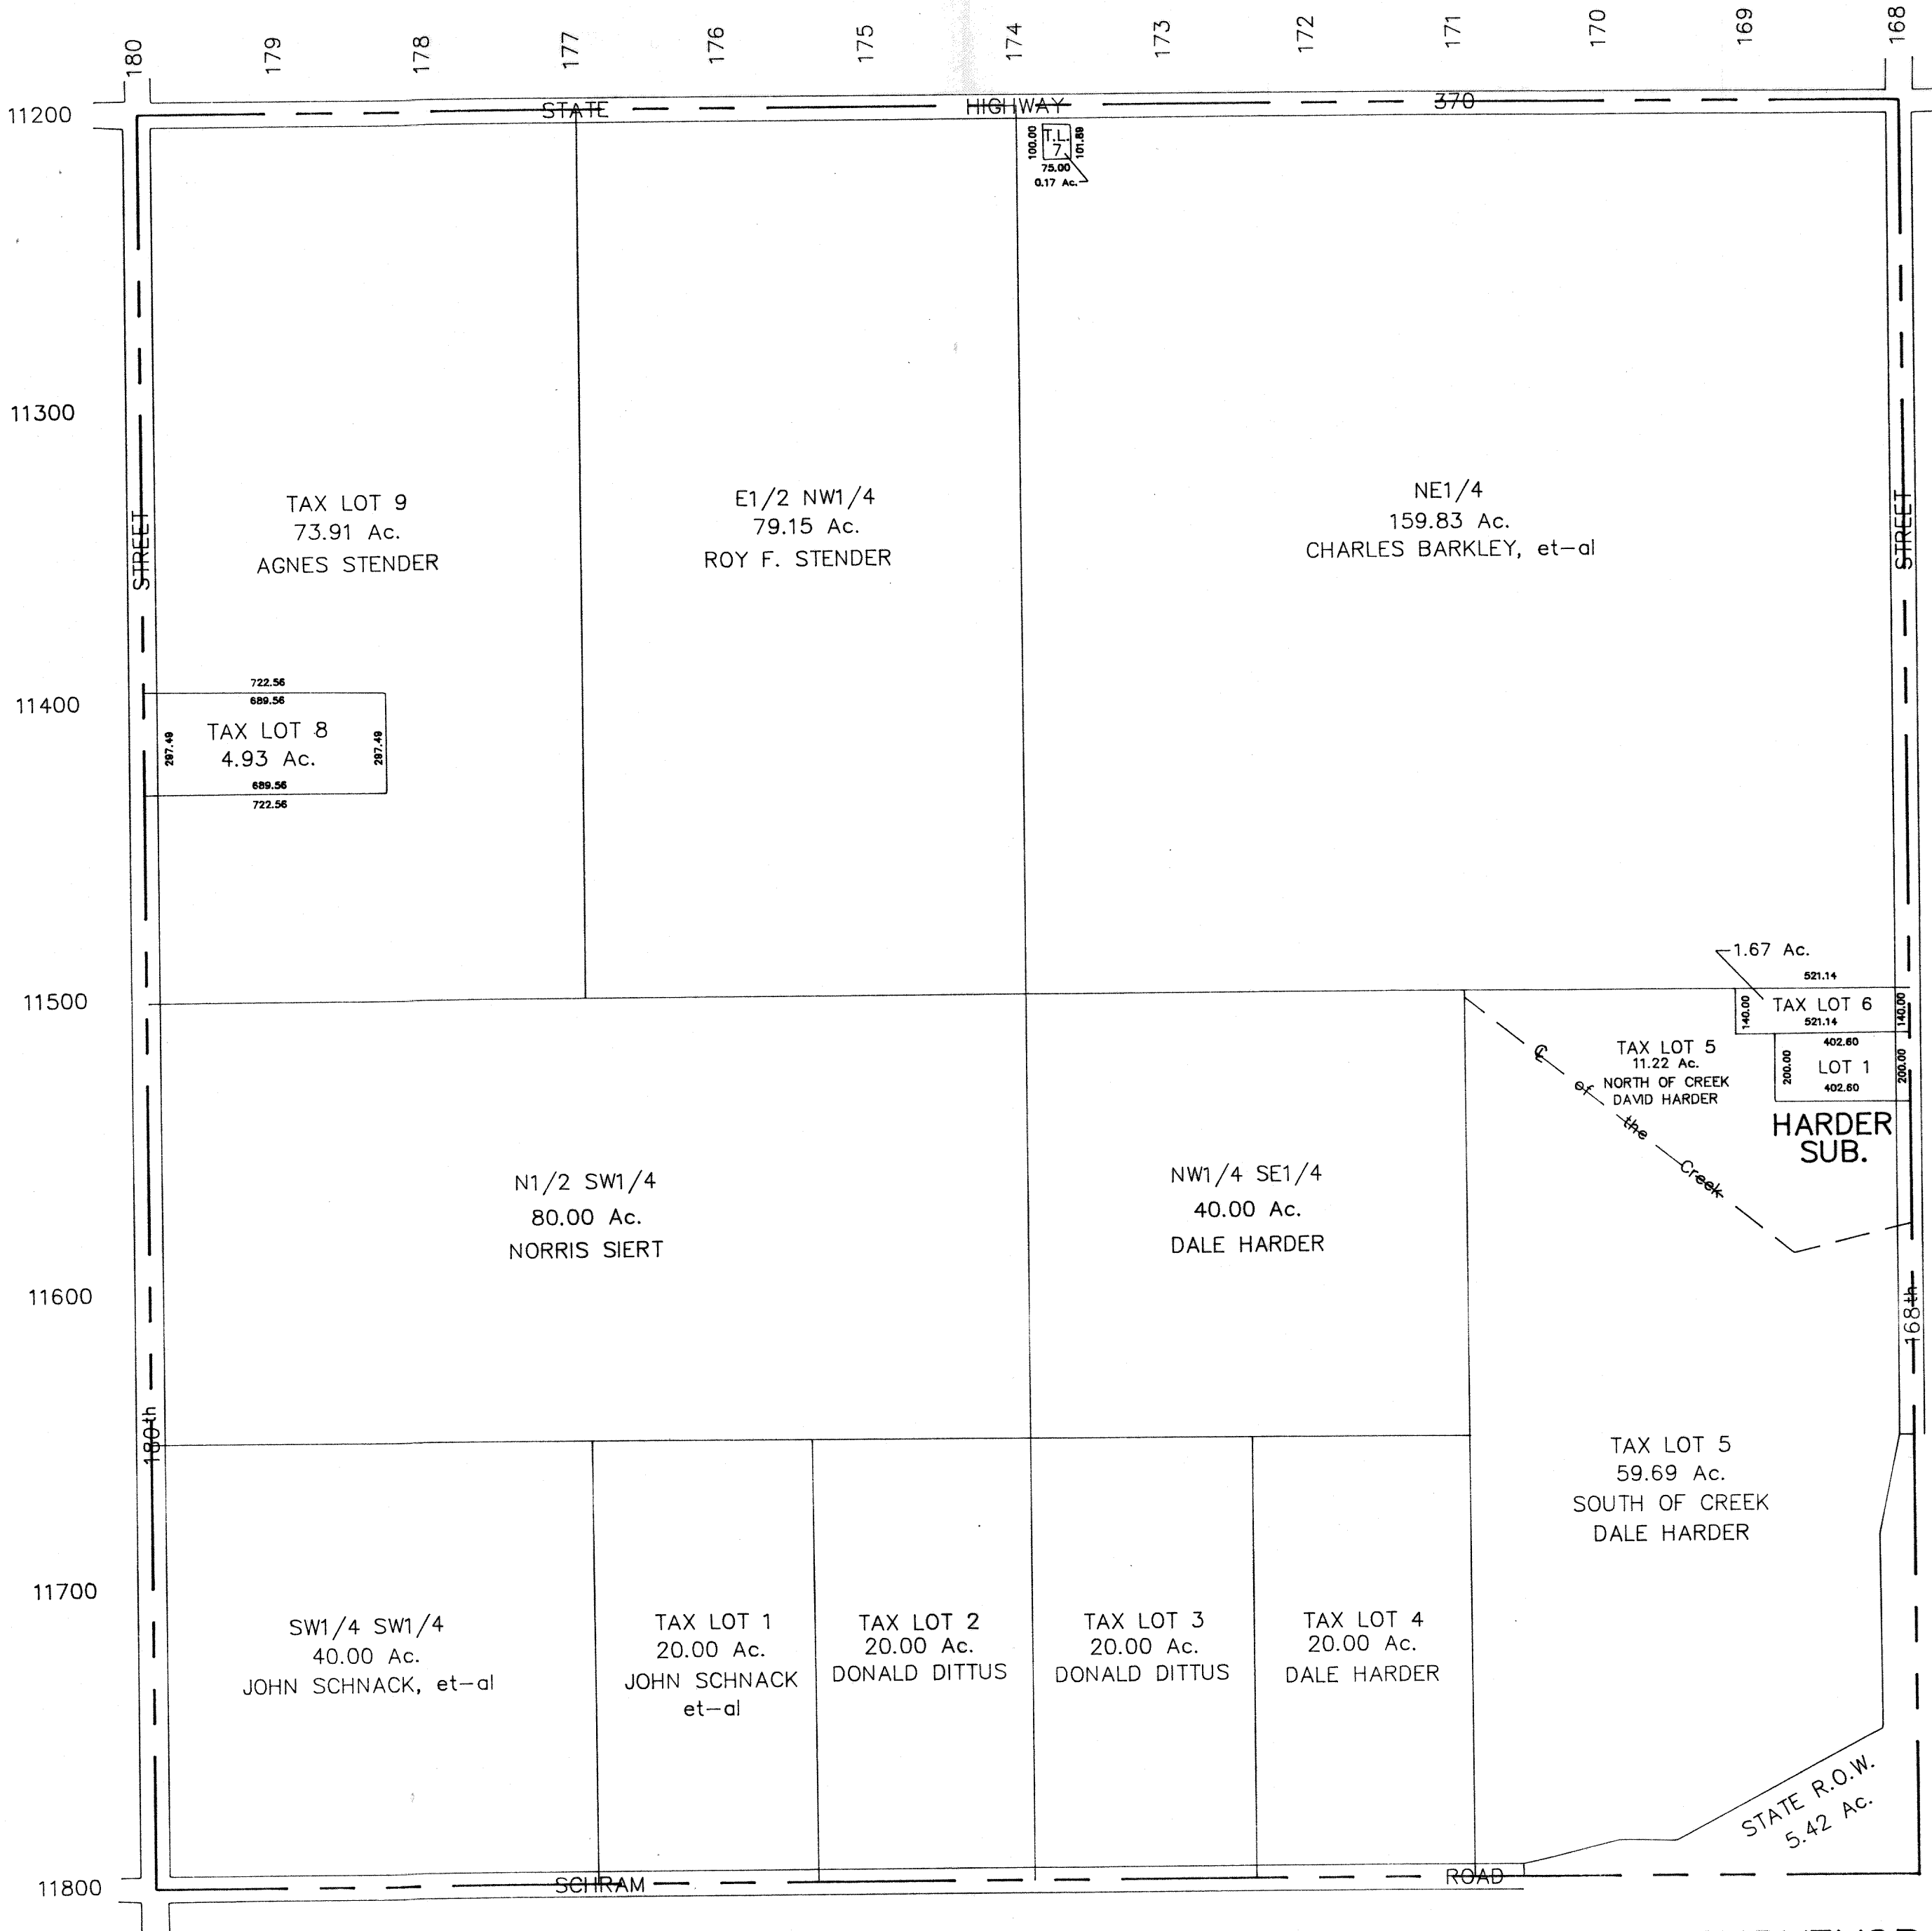 180
179
178
177
176
175
174
173
172
171
170
169
168
11200
STATE HIGHWAY 370
100.00
T.L.
7
101.89
75.00
0.17 Ac.
11300
STREET
TAX LOT 9
73.91 Ac.
AGNES STENDER
E1/2 NW1/4
79.15 Ac.
ROY F. STENDER
NE1/4
159.83 Ac.
CHARLES BARKLEY, et-al
STREET
11400
722.56
689.56
297.49
TAX LOT 8
4.93 Ac.
297.49
689.56
722.56
11500
1.67 Ac.
521.14
140.00
TAX LOT 6
140.00
521.14
402.60
200.00
LOT 1
200.00
402.60
HARDER
SUB.
TAX LOT 5
11.22 Ac.
NORTH OF CREEK
DAVID HARDER
℄ of the Creek
N1/2 SW1/4
80.00 Ac.
NORRIS SIERT
NW1/4 SE1/4
40.00 Ac.
DALE HARDER
11600
168th
180th
TAX LOT 5
59.69 Ac.
SOUTH OF CREEK
DALE HARDER
11700
SW1/4 SW1/4
40.00 Ac.
JOHN SCHNACK, et-al
TAX LOT 1
20.00 Ac.
JOHN SCHNACK
et-al
TAX LOT 2
20.00 Ac.
DONALD DITTUS
TAX LOT 3
20.00 Ac.
DONALD DITTUS
TAX LOT 4
20.00 Ac.
DALE HARDER
STATE R.O.W.
5.42 Ac.
11800
SCHRAM ROAD